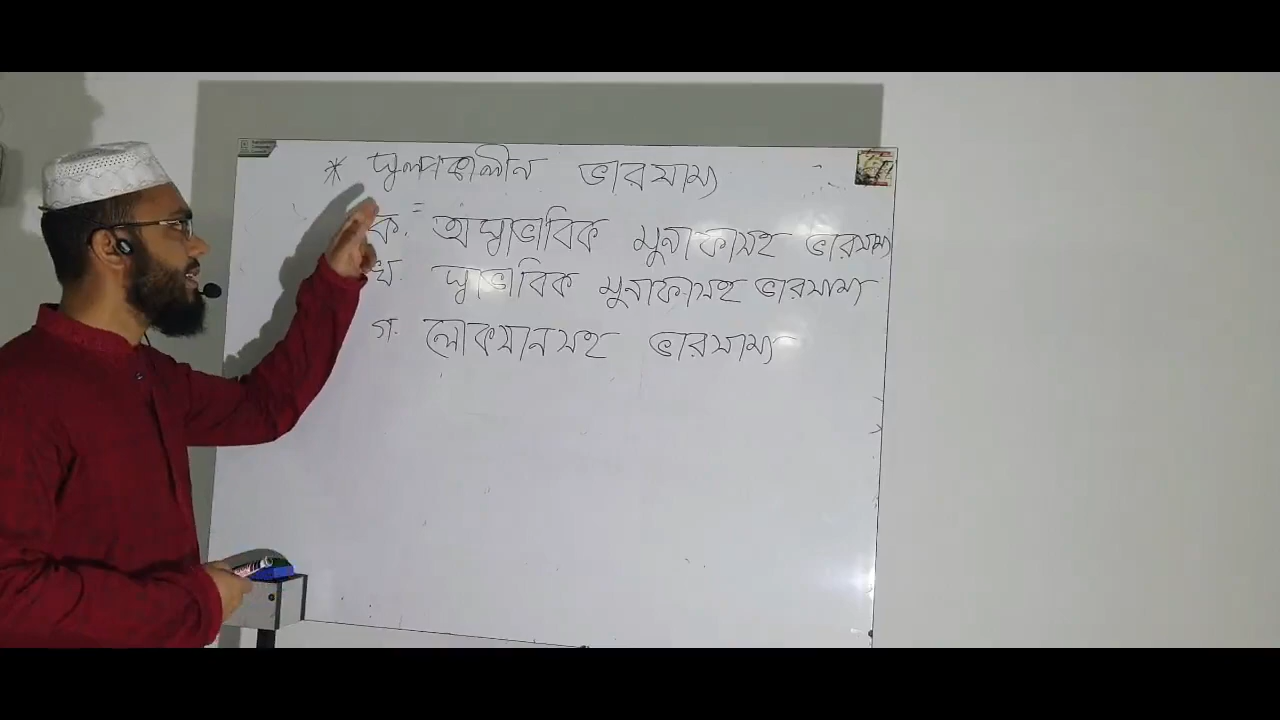 * স্বল্পকালীন ভারসাম্য
ক. অস্বাভাবিক মুনাফাসহ ভারসাম্য
খ. স্বাভাবিক মুনাফাসহ ভারসাম্য
গ. লোকসানসহ ভারসাম্য